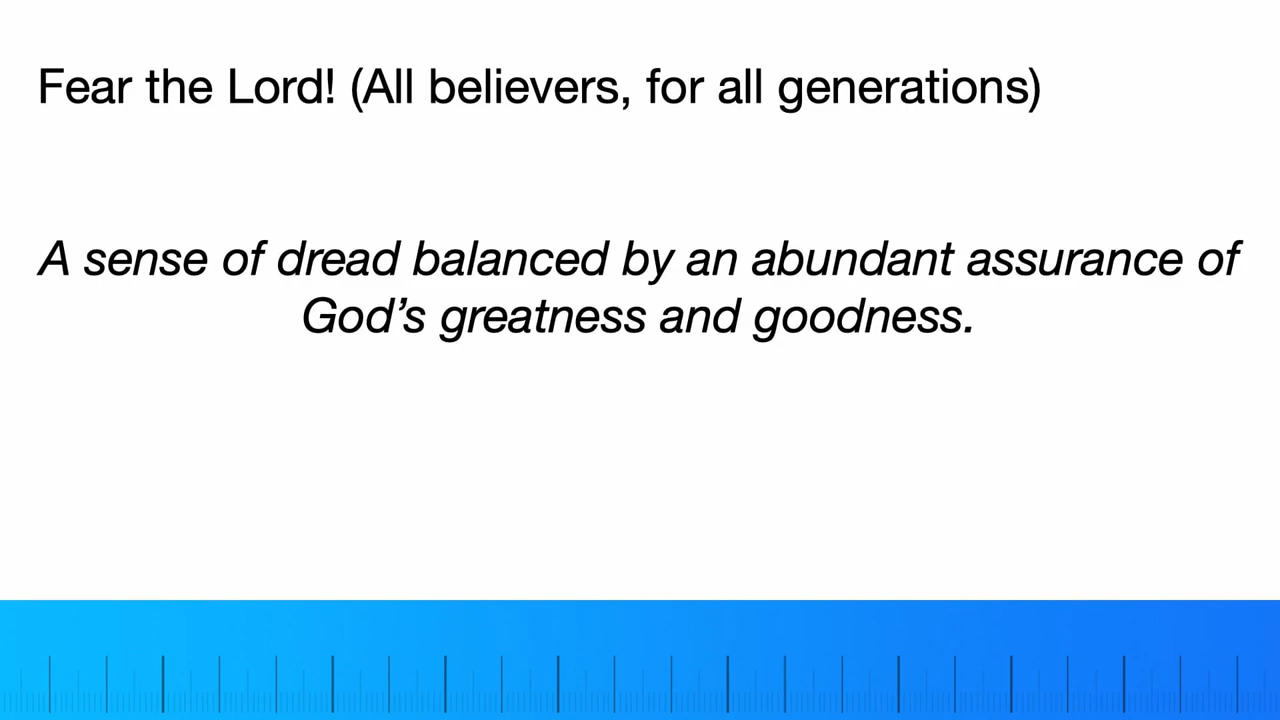 Fear the Lord! (All believers, for all generations)
A sense of dread balanced by an abundant assurance of
God’s greatness and goodness.